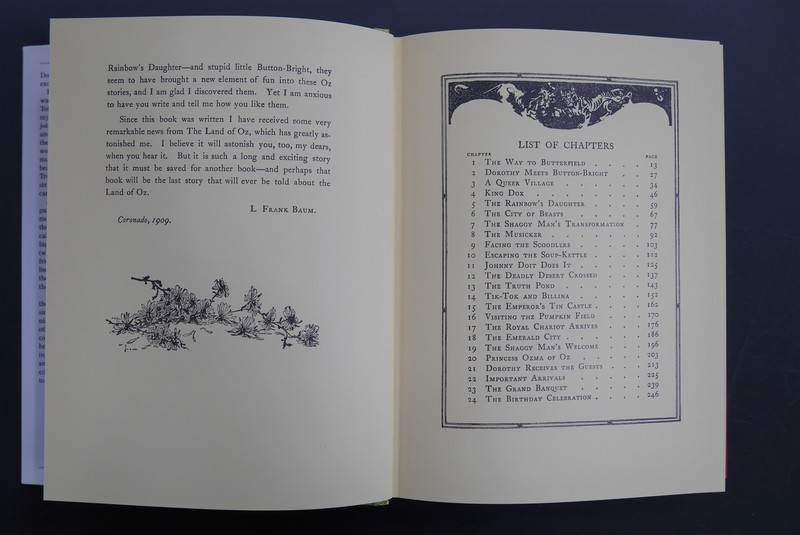 Rainbow's Daughter—and stupid little Button-Bright, they
seem to have brought a new element of fun into these Oz
stories, and I am glad I discovered them. Yet I am anxious
to have you write and tell me how you like them.
Since this book was written I have received some very
remarkable news from The Land of Oz, which has greatly as-
tonished me. I believe it will astonish you, too, my dears,
when you hear it. But it is such a long and exciting story
that it must be saved for another book—and perhaps that
book will be the last story that will ever be told about the
Land of Oz.
L Frank Baum.
Coronado, 1909.
LIST OF CHAPTERS
CHAPTER PAGE
1 The Way to Butterfield . . . . 13
2 Dorothy Meets Button-Bright . . 27
3 A Queer Village . . . . . . 34
4 King Dox . . . . . . . 46
5 The Rainbow's Daughter . . . . 59
6 The City of Beasts . . . . . 67
7 The Shaggy Man's Transformation . 77
8 The Musicker . . . . . . . 92
9 Facing the Scoodlers . . . . . 103
10 Escaping the Soup-Kettle . . . . 112
11 Johnny Doit Does It . . . . . 125
12 The Deadly Desert Crossed . . . 137
13 The Truth Pond . . . . . . 143
14 Tik-Tok and Billina . . . . . 152
15 The Emperor's Tin Castle . . . . 162
16 Visiting the Pumpkin Field . . . 170
17 The Royal Chariot Arrives . . . 176
18 The Emerald City . . . . . . 186
19 The Shaggy Man's Welcome . . . 196
20 Princess Ozma of Oz . . . . . 203
21 Dorothy Receives the Guests . . . 213
22 Important Arrivals . . . . . 225
23 The Grand Banquet . . . . . 239
24 The Birthday Celebration . . . . 246